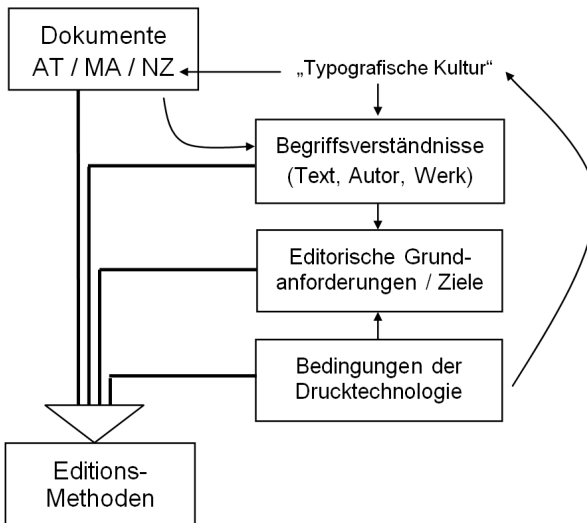 Dokumente
AT / MA / NZ
„Typografische Kultur“
Begriffsverständnisse
(Text, Autor, Werk)
Editorische Grund-
anforderungen / Ziele
Bedingungen der
Drucktechnologie
Editions-
Methoden